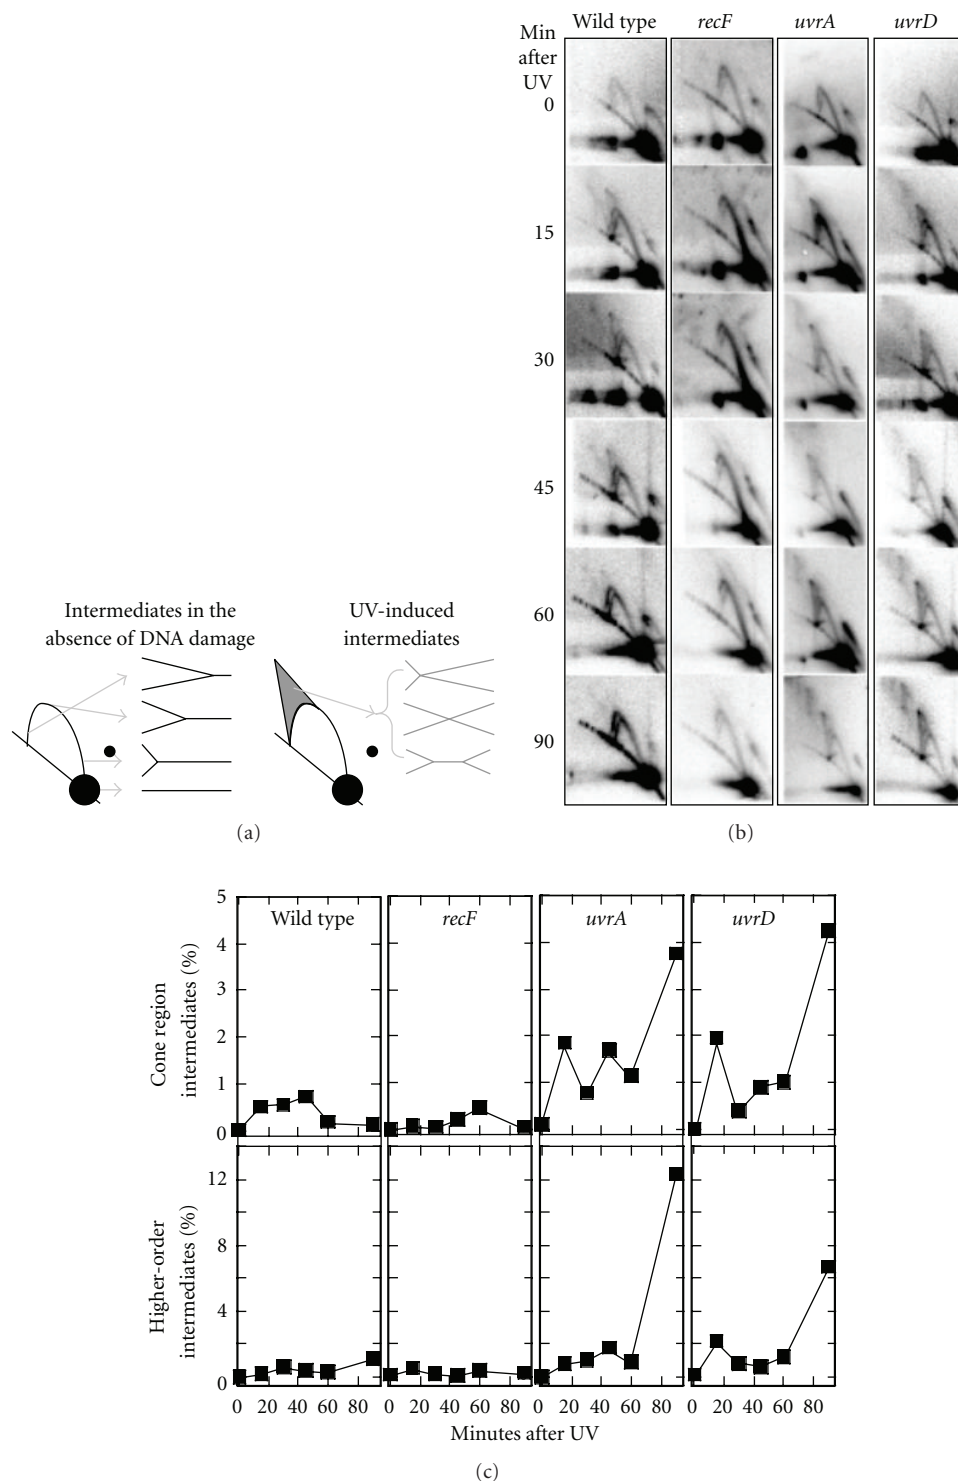 Wild type recF uvrA uvrD
Min
after
UV
0
15
30
45
60
90
Intermediates in the
absence of DNA damage
UV-induced
intermediates
(a)
(b)
Cone region
intermediates (%)
5
4
3
2
1
0
Wild type
recF
uvrA
uvrD
Higher-order
intermediates (%)
12
8
4
0
0 20 40 60 80 0 20 40 60 80 0 20 40 60 80 0 20 40 60 80
Minutes after UV
(c)